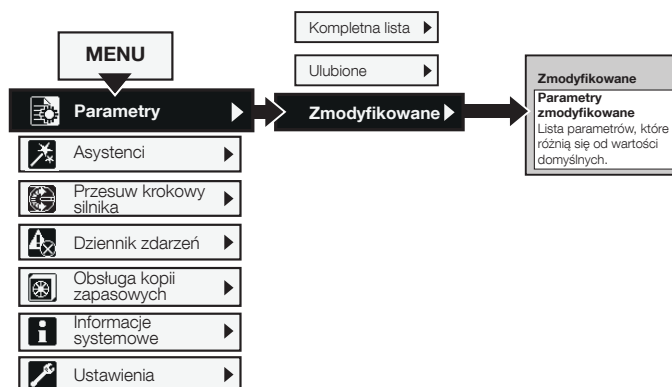 MENU
Parametry
Asystenci
Przesuw krokowy
silnika
Dziennik zdarzeń
Obsługa kopii
zapasowych
Informacje
systemowe
Ustawienia
Kompletna lista
Ulubione
Zmodyfikowane
Zmodyfikowane
Parametry
zmodyfikowane
Lista parametrów, które
różnią się od wartości
domyślnych.